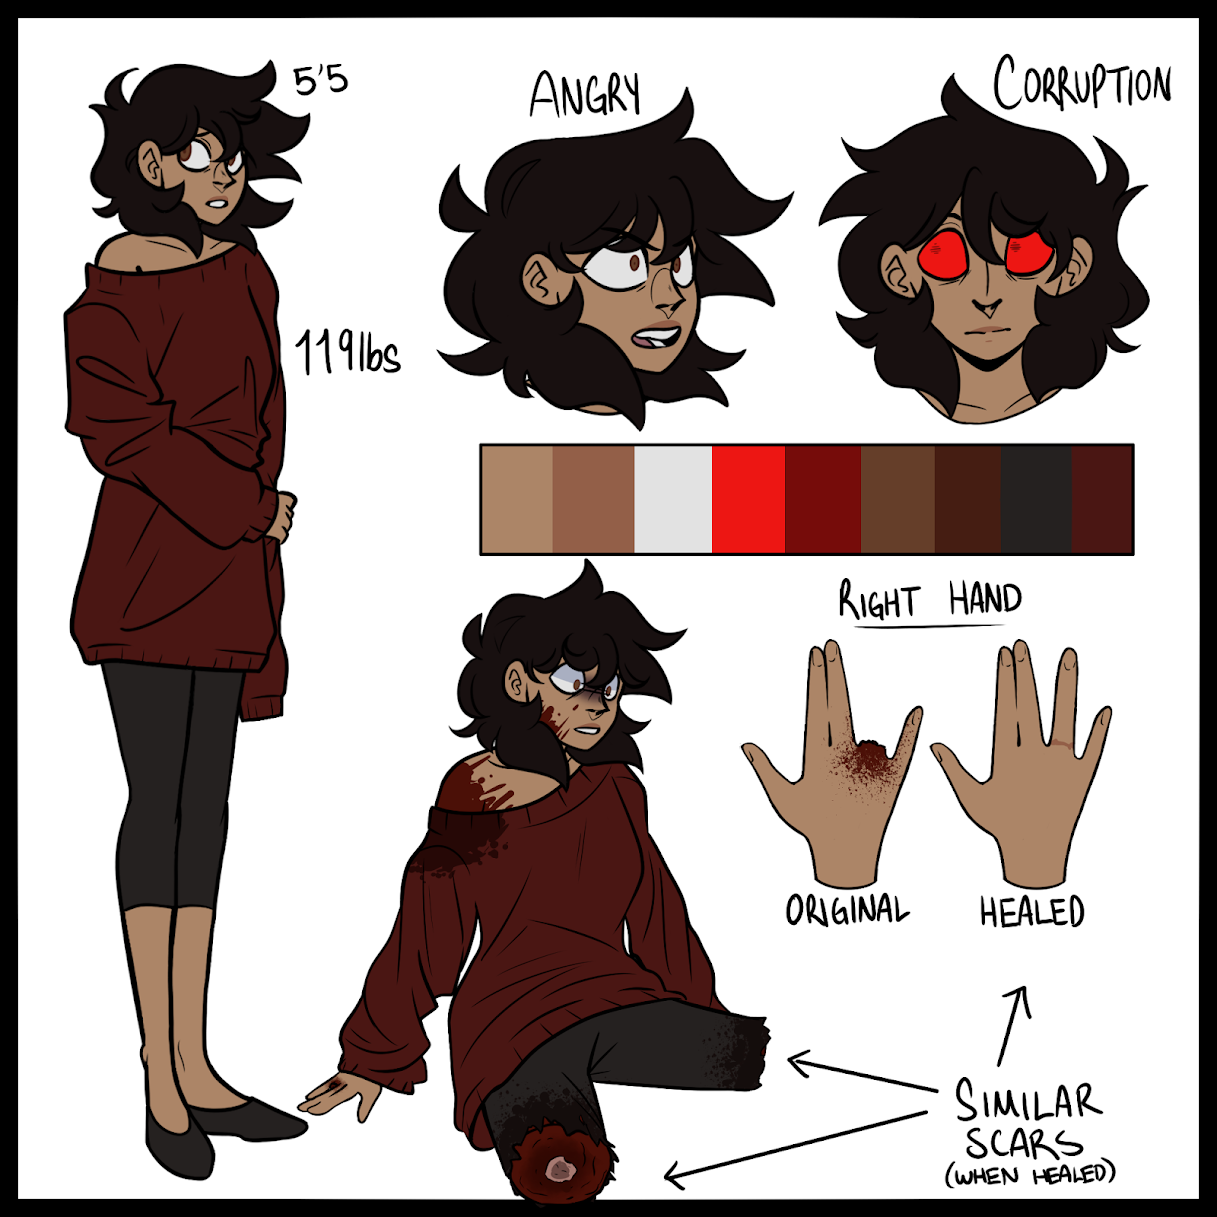 5'5
ANGRY
CORRUPTION
119lbs
RIGHT HAND
ORIGINAL
HEALED
SIMILAR
SCARS
(WHEN HEALED)